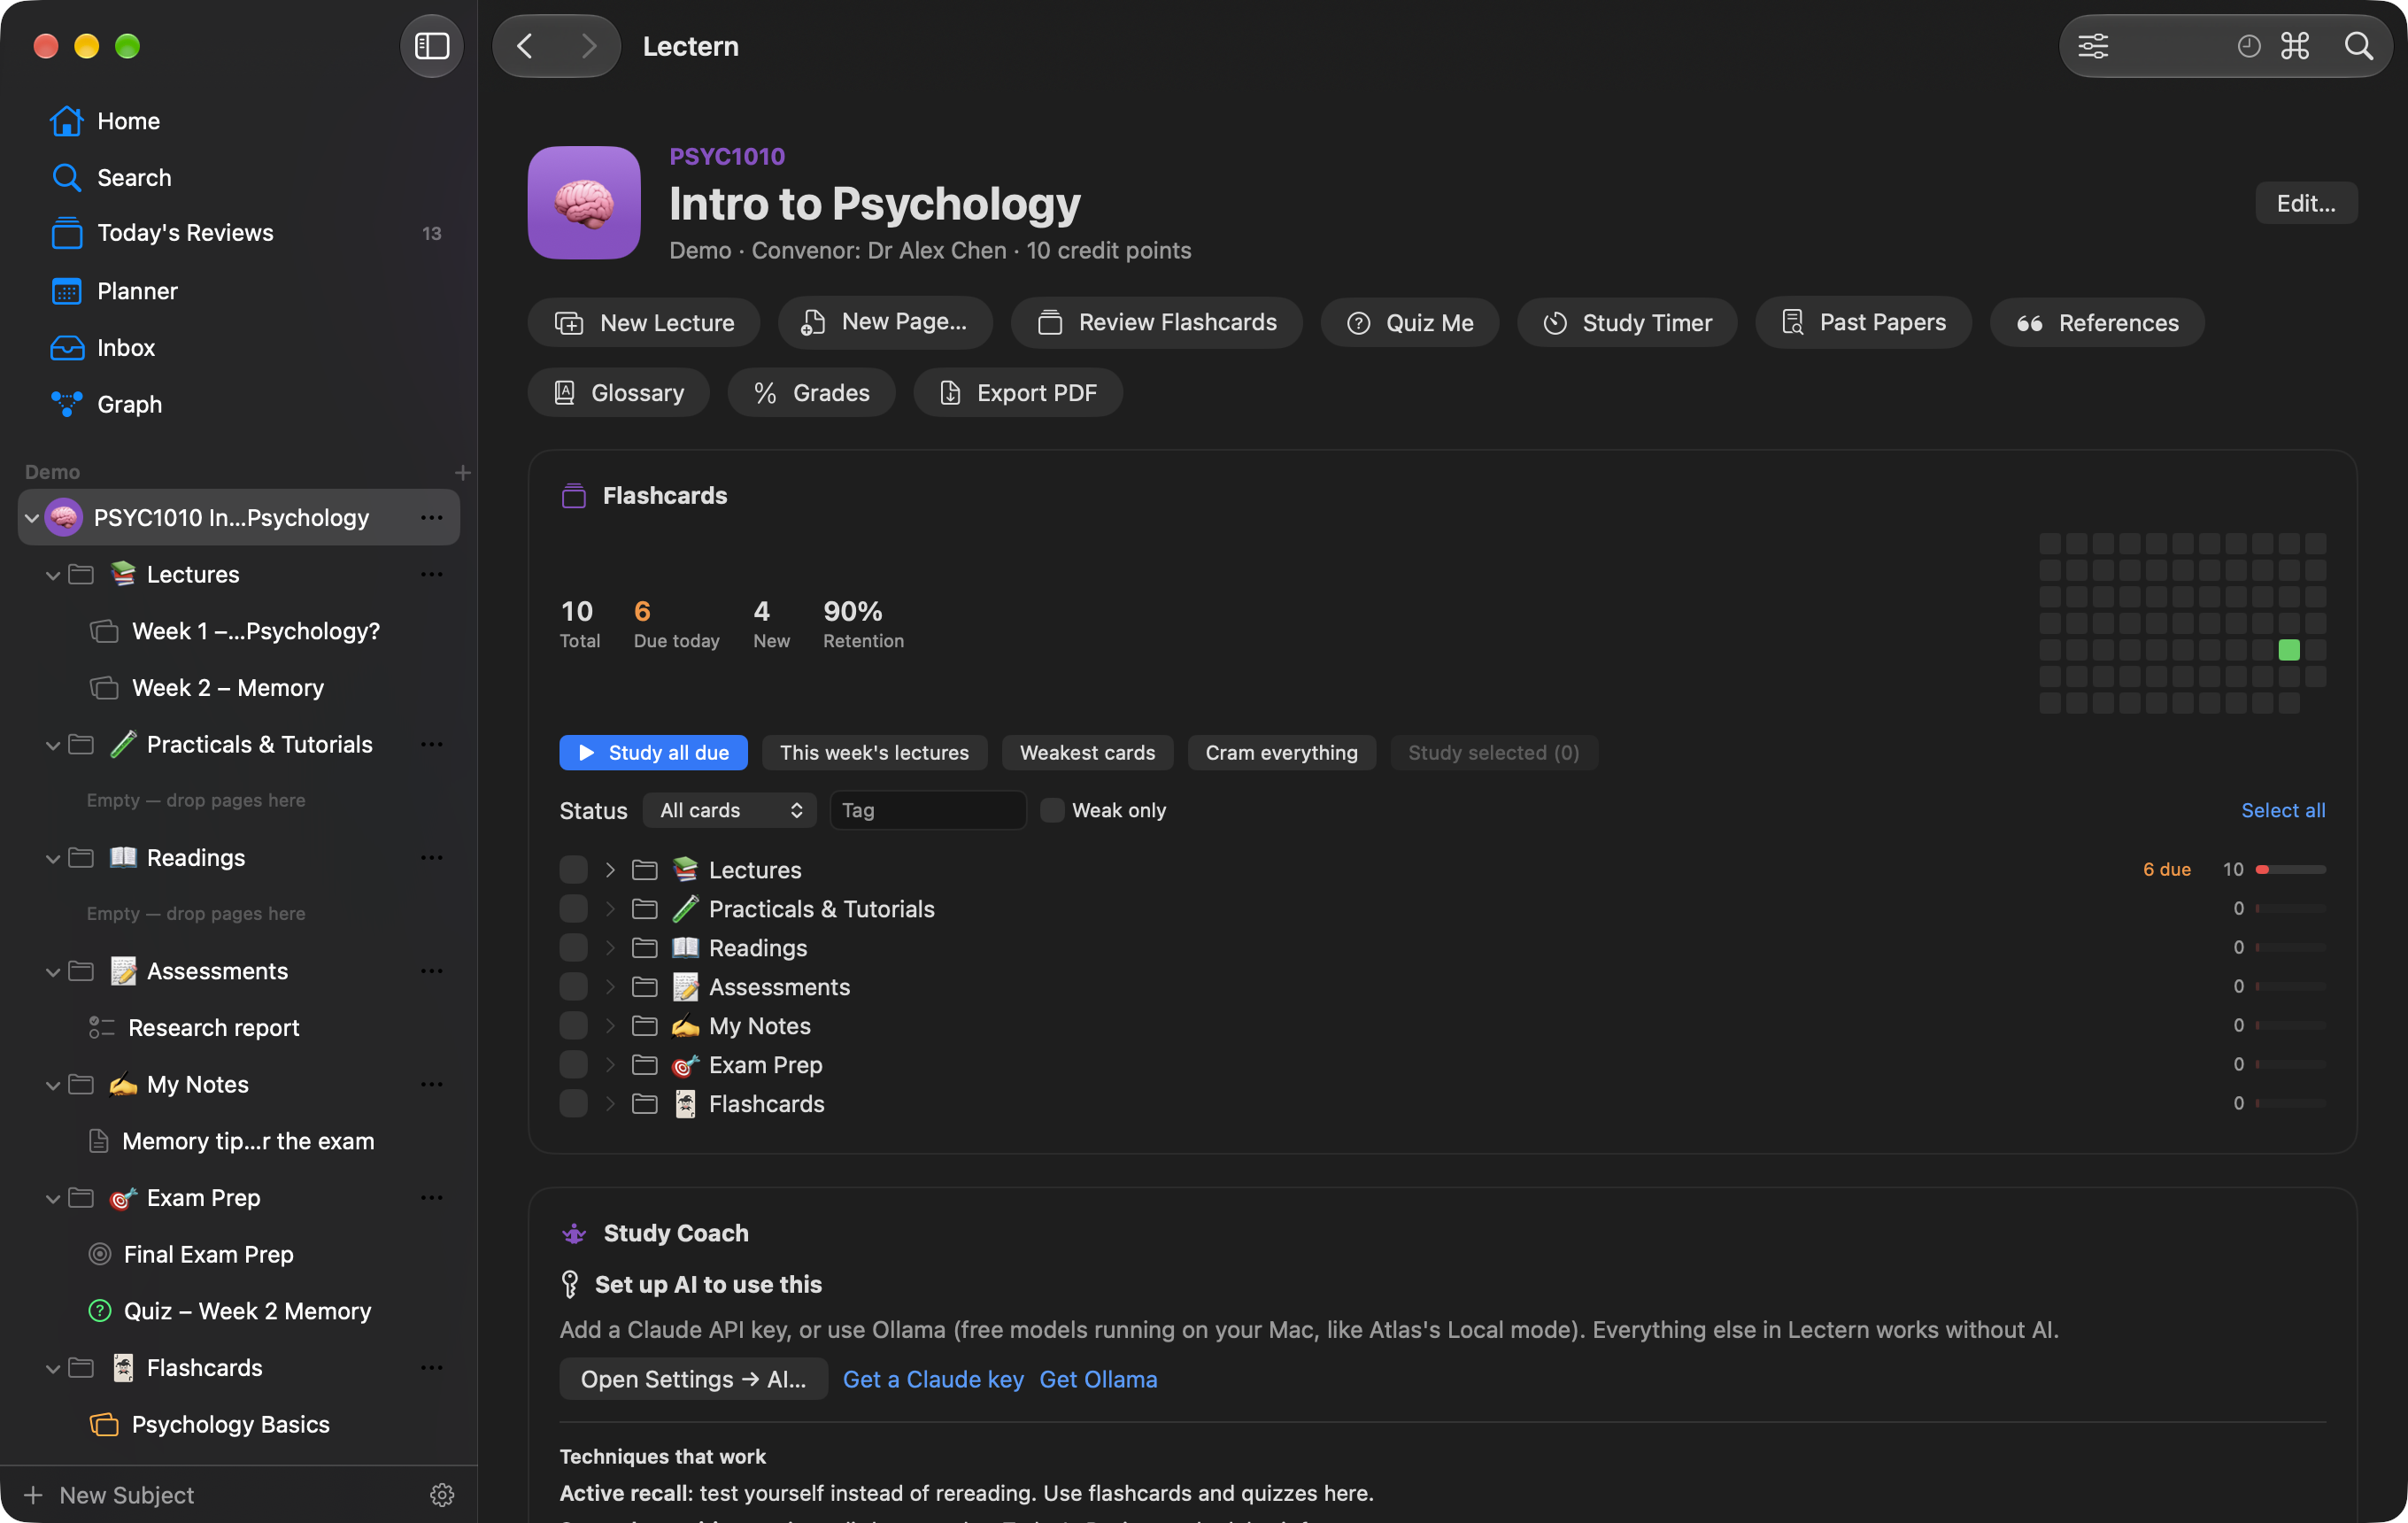 Lectern
Home
Search
Today's Reviews 13
Planner
Inbox
Graph
Demo
PSYC1010 In...Psychology
Lectures
Week 1 –...Psychology?
Week 2 – Memory
Practicals & Tutorials
Empty — drop pages here
Readings
Empty — drop pages here
Assessments
Research report
My Notes
Memory tip...r the exam
Exam Prep
Final Exam Prep
Quiz – Week 2 Memory
Flashcards
Psychology Basics
New Subject
PSYC1010
Intro to Psychology
Demo · Convenor: Dr Alex Chen · 10 credit points
Edit...
New Lecture New Page... Review Flashcards Quiz Me Study Timer Past Papers References
Glossary Grades Export PDF
Flashcards
10 6 4 90%
Total Due today New Retention
Study all due This week's lectures Weakest cards Cram everything Study selected (0)
Status All cards Tag Weak only Select all
Lectures 6 due 10
Practicals & Tutorials 0
Readings 0
Assessments 0
My Notes 0
Exam Prep 0
Flashcards 0
Study Coach
Set up AI to use this
Add a Claude API key, or use Ollama (free models running on your Mac, like Atlas's Local mode). Everything else in Lectern works without AI.
Open Settings → AI... Get a Claude key Get Ollama
Techniques that work
Active recall: test yourself instead of rereading. Use flashcards and quizzes here.